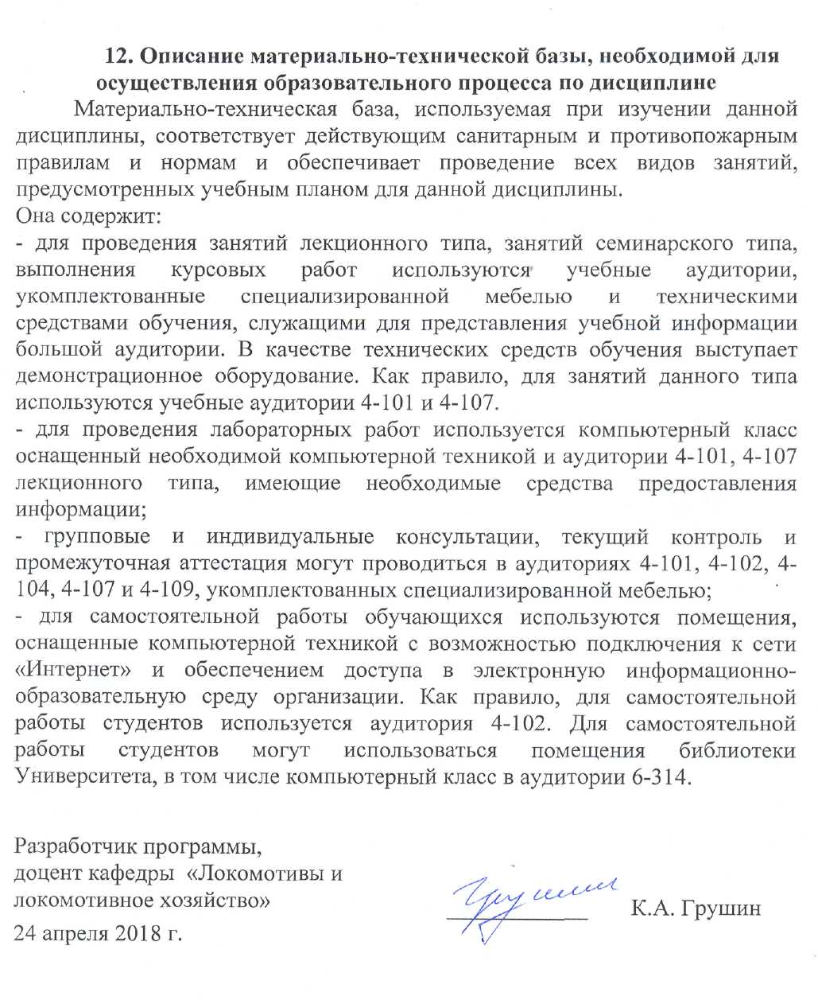 12. Описание материально-технической базы, необходимой для
осуществления образовательного процесса по дисциплине
Материально-техническая база, используемая при изучении данной
дисциплины, соответствует действующим санитарным и противопожарным
правилам и нормам и обеспечивает проведение всех видов занятий,
предусмотренных учебным планом для данной дисциплины.
Она содержит:
- для проведения занятий лекционного типа, занятий семинарского типа,
выполнения курсовых работ используются учебные аудитории,
укомплектованные специализированной мебелью и техническими
средствами обучения, служащими для представления учебной информации
большой аудитории. В качестве технических средств обучения выступает
демонстрационное оборудование. Как правило, для занятий данного типа
используются учебные аудитории 4-101 и 4-107.
- для проведения лабораторных работ используется компьютерный класс
оснащенный необходимой компьютерной техникой и аудитории 4-101, 4-107
лекционного типа, имеющие необходимые средства предоставления
информации;
- групповые и индивидуальные консультации, текущий контроль и
промежуточная аттестация могут проводиться в аудиториях 4-101, 4-102, 4-
104, 4-107 и 4-109, укомплектованных специализированной мебелью;
- для самостоятельной работы обучающихся используются помещения,
оснащенные компьютерной техникой с возможностью подключения к сети
«Интернет» и обеспечением доступа в электронную информационно-
образовательную среду организации. Как правило, для самостоятельной
работы студентов используется аудитория 4-102. Для самостоятельной
работы студентов могут использоваться помещения библиотеки
Университета, в том числе компьютерный класс в аудитории 6-314.
Разработчик программы,
доцент кафедры «Локомотивы и
локомотивное хозяйство»
Грушин
К.А. Грушин
24 апреля 2018 г.